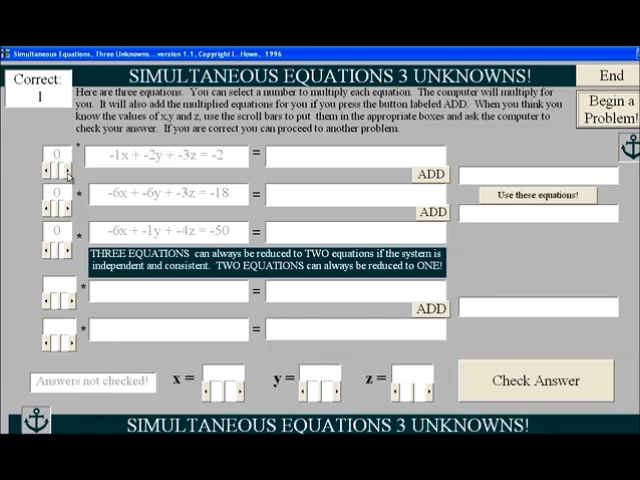 Simultaneous Equations, Three Unknowns...version 1.1, Copyright L. Howe, 1996
Correct:
1
SIMULTANEOUS EQUATIONS 3 UNKNOWNS!
End
Here are three equations. You can select a number to multiply each equation. The computer will multiply for
you. It will also add the multiplied equations for you if you press the button labeled ADD. When you think you
know the values of x,y and z, use the scroll bars to put them in the appropriate boxes and ask the computer to
check your answer. If you are correct you can proceed to another problem.
Begin a
Problem!
0 * -1x + -2y + -3z = -2 =
ADD
0 * -6x + -6y + -3z = -18 =
Use these equations!
ADD
0 * -6x + -1y + -4z = -50 =
THREE EQUATIONS can always be reduced to TWO equations if the system is
independent and consistent. TWO EQUATIONS can always be reduced to ONE!
* =
ADD
* =
Answers not checked!
x =
y =
z =
Check Answer
SIMULTANEOUS EQUATIONS 3 UNKNOWNS!